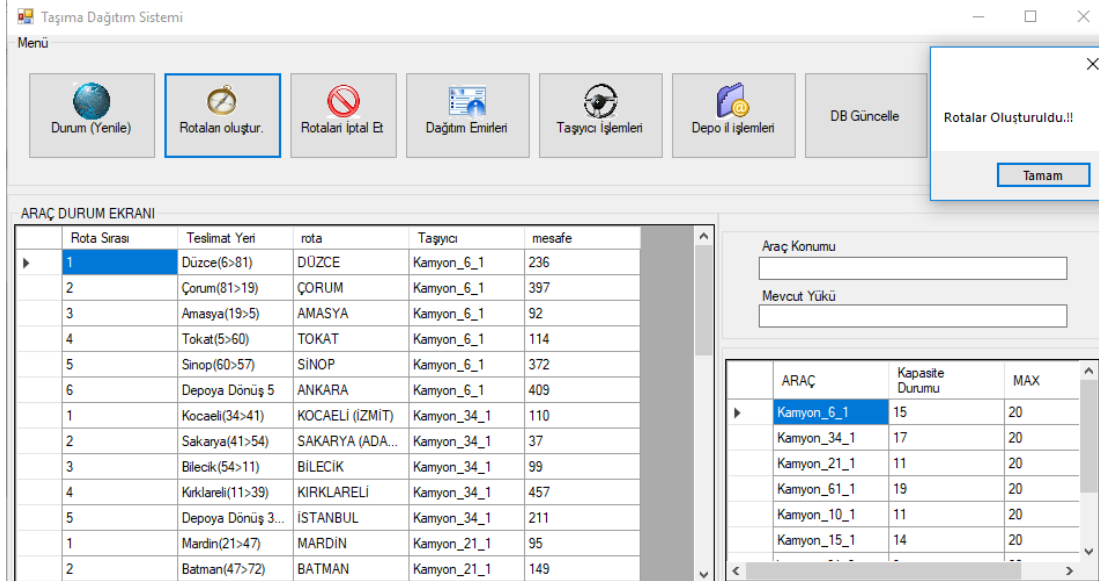 Taşıma Dağıtım Sistemi
Menü
Durum (Yenile) Rotaları oluştur. Rotaları İptal Et Dağıtım Emirleri Taşıyıcı İşlemleri Depo il işlemleri DB Güncelle
Rotalar Oluşturuldu.!!
Tamam
ARAÇ DURUM EKRANI
Rota Sırası Teslimat Yeri rota Taşıyıcı mesafe
1 Düzce(6>81) DÜZCE Kamyon_6_1 236
2 Çorum(81>19) ÇORUM Kamyon_6_1 397
3 Amasya(19>5) AMASYA Kamyon_6_1 92
4 Tokat(5>60) TOKAT Kamyon_6_1 114
5 Sinop(60>57) SİNOP Kamyon_6_1 372
6 Depoya Dönüş 5 ANKARA Kamyon_6_1 409
1 Kocaeli(34>41) KOCAELİ (İZMİT) Kamyon_34_1 110
2 Sakarya(41>54) SAKARYA (ADA... Kamyon_34_1 37
3 Bilecik(54>11) BİLECİK Kamyon_34_1 99
4 Kırklareli(11>39) KIRKLARELİ Kamyon_34_1 457
5 Depoya Dönüş 3... İSTANBUL Kamyon_34_1 211
1 Mardin(21>47) MARDİN Kamyon_21_1 95
2 Batman(47>72) BATMAN Kamyon_21_1 149
Araç Konumu
Mevcut Yükü
ARAÇ Kapasite Durumu MAX
Kamyon_6_1 15 20
Kamyon_34_1 17 20
Kamyon_21_1 11 20
Kamyon_61_1 19 20
Kamyon_10_1 11 20
Kamyon_15_1 14 20